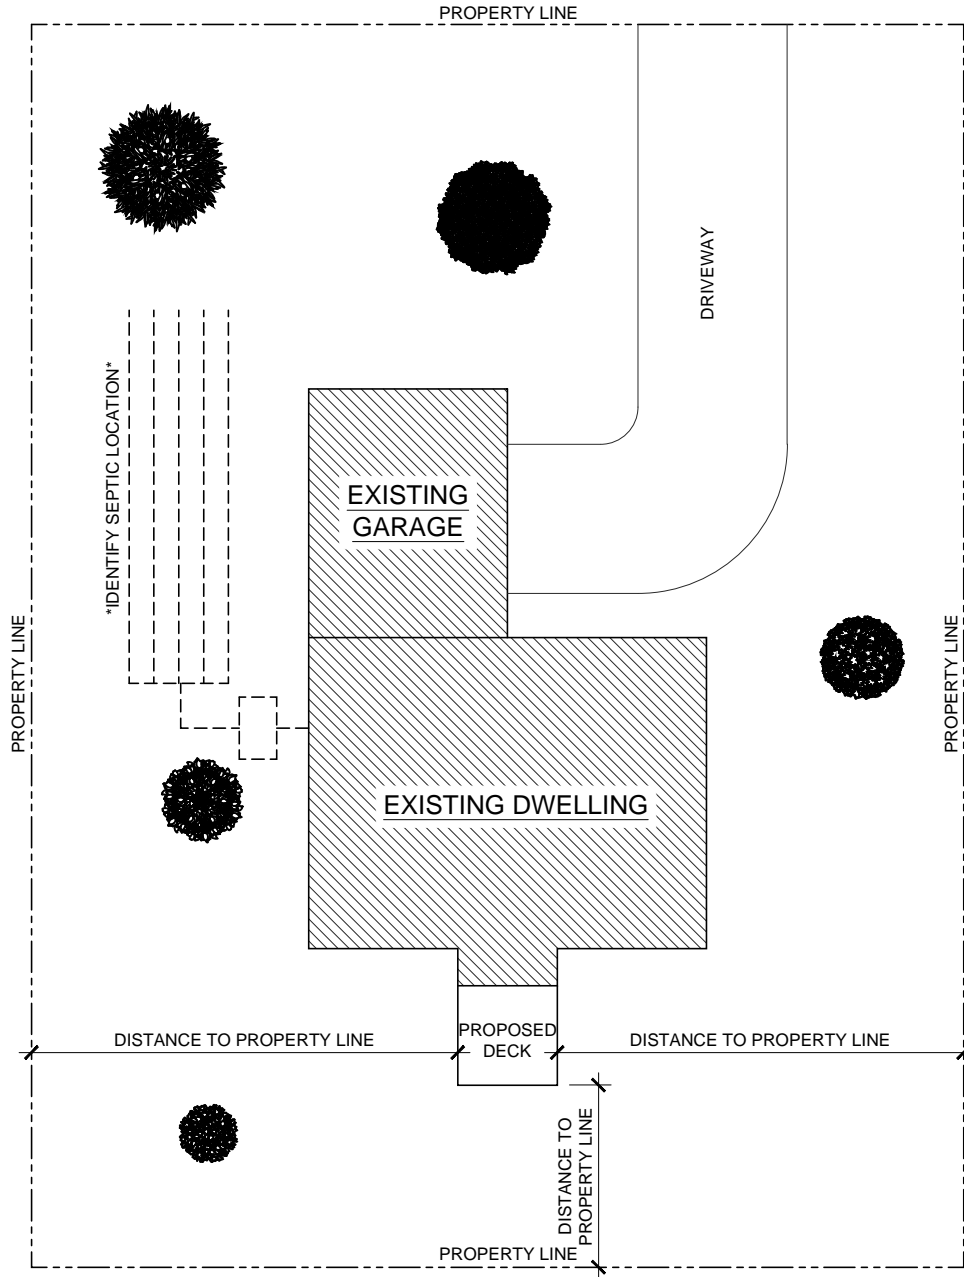 PROPERTY LINE
DRIVEWAY
*IDENTIFY SEPTIC LOCATION*
EXISTING
GARAGE
PROPERTY LINE
PROPERTY LINE
EXISTING DWELLING
DISTANCE TO PROPERTY LINE
PROPOSED
DECK
DISTANCE TO PROPERTY LINE
DISTANCE TO
PROPERTY LINE
PROPERTY LINE